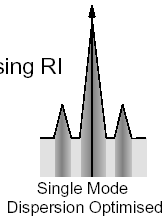 sing RI
Single Mode
Dispersion Optimised